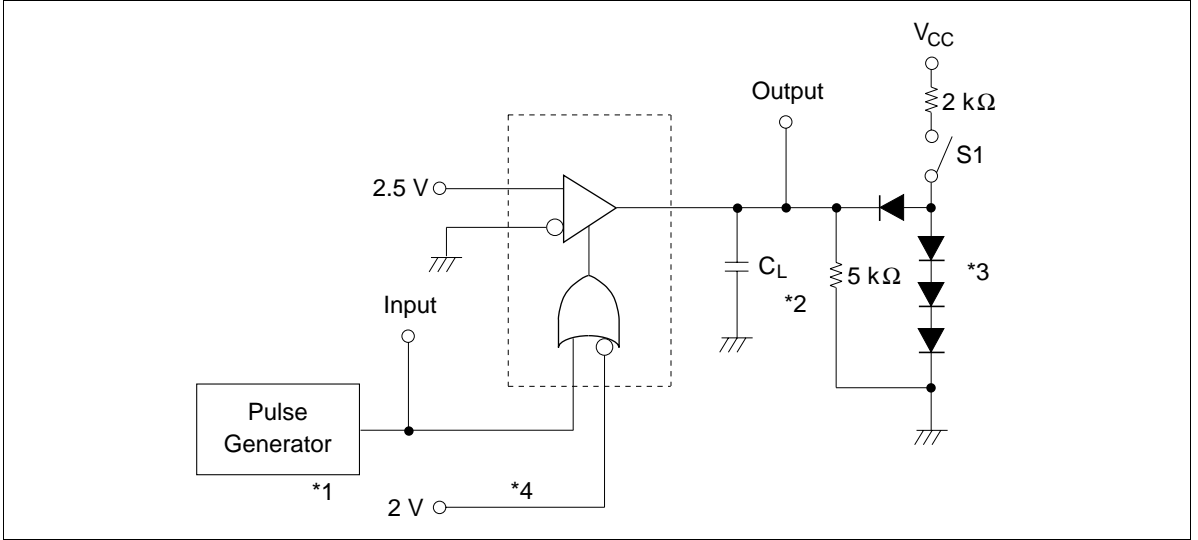 VCC
2 kΩ
Output
S1
2.5 V
CL
*2
5 kΩ
*3
Input
Pulse
Generator
*1
*4
2 V